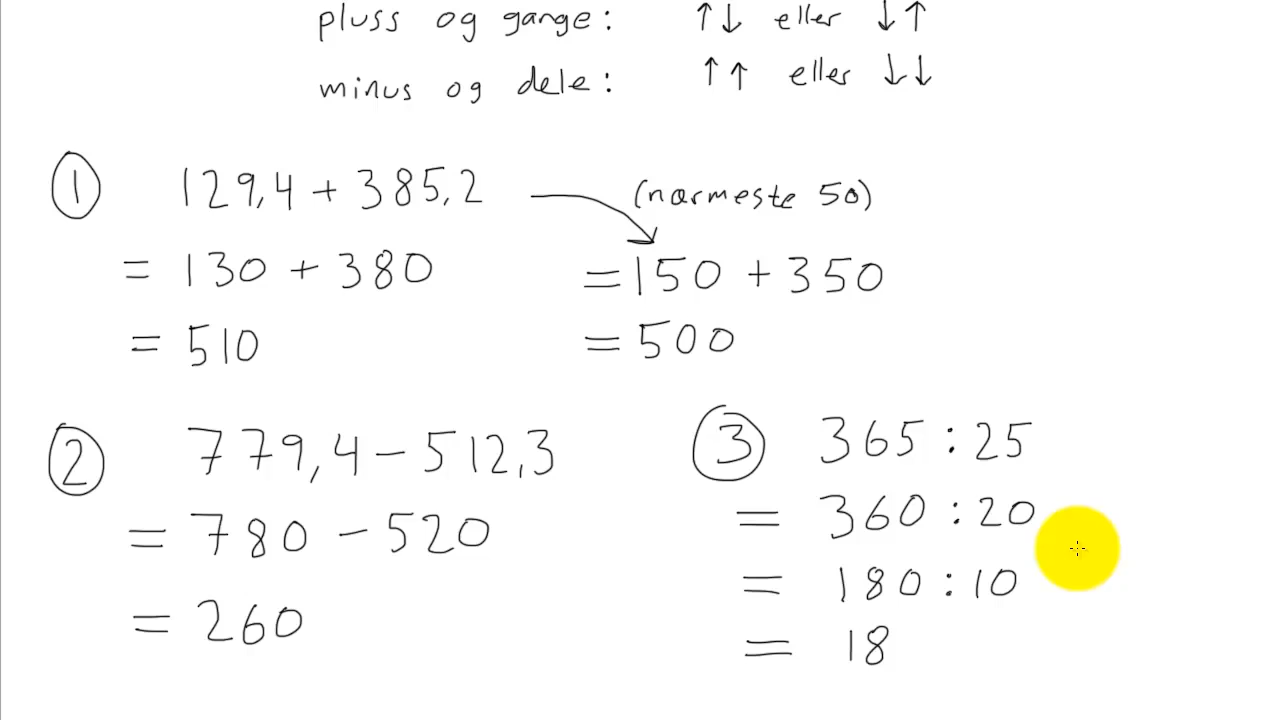 pluss og gange: ↑↓ eller ↓↑
minus og dele: ↑↑ eller ↓↓
① 129,4 + 385,2 (nærmeste 50)
= 130 + 380
= 510
= 150 + 350
= 500
② 779,4 − 512,3
= 780 − 520
= 260
③ 365 : 25
= 360 : 20
= 180 : 10
= 18